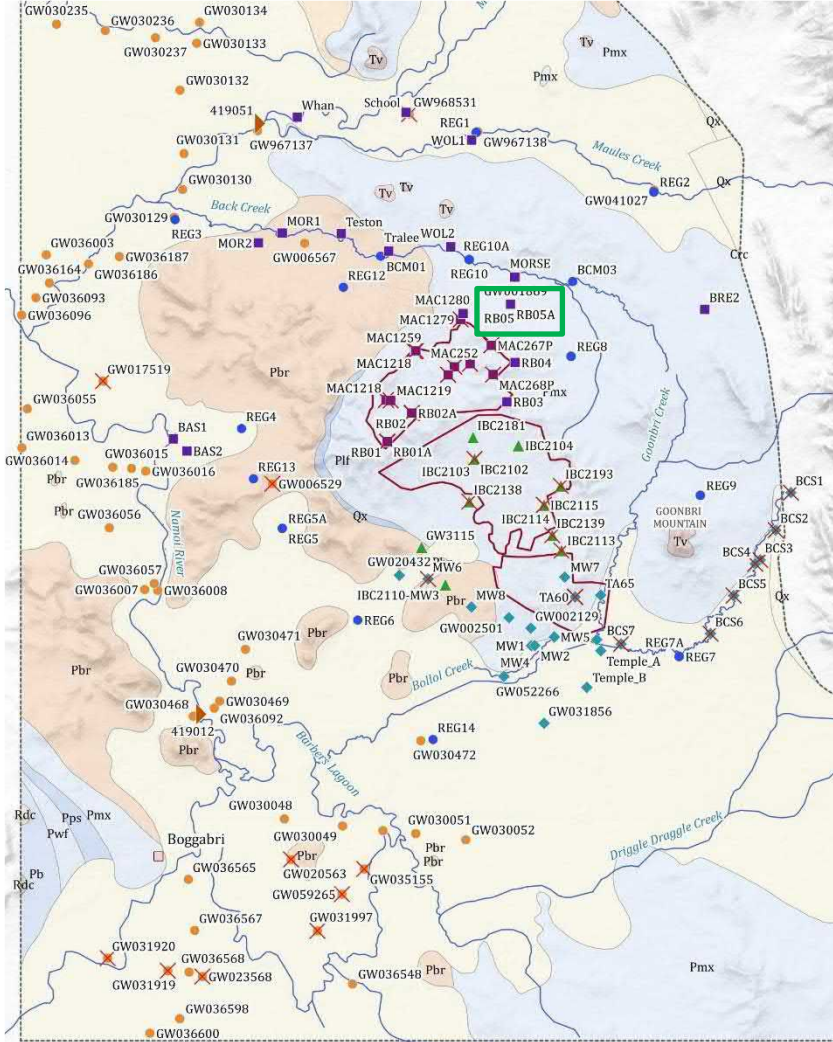 GW030235
GW030236
GW030134
GW030237
GW030133
Tv
Pmx
Tv
GW030132
Pmx
School
GW968531
419051
Whan
REG1
Qx
WOL1
GW967138
GW030131
GW967137
Maules Creek
GW030130
Tv
Tv
REG2
Qx
GW041027
Back Creek
Tv
GW030129
REG3
MOR1
Teston
WOL2
GW036003
MOR2
Tralee
REG10A
Crc
GW036187
GW006567
BCM01
REG10
MORSE
BCM03
GW036164
GW036186
REG12
GW036093
MAC1280
GW001889
BRE2
GW036096
MAC1279
RB05
RB05A
MAC1259
MAC267P
GW017519
Pbr
MAC1218
MAC252
RB04
REG8
MAC1218
MAC1219
MAC268P
Pmx
GW036055
BAS1
REG4
RB02A
RB03
Goonbri Creek
GW036013
BAS2
RB02
IBC2181
GW036014
GW036015
RB01
RB01A
IBC2104
GW036016
Plf
IBC2103
IBC2102
Pbr
GW036185
REG13
GW006529
IBC2138
IBC2193
REG9
BCS1
Pbr
GW036056
REG5A
Qx
IBC2115
GOONBRI
MOUNTAIN
BCS2
REG5
IBC2114
IBC2139
Tv
Namoi River
GW3115
IBC2113
BCS3
BCS4
GW036057
GW020432
MW6
MW7
TA65
GW036007
GW036008
IBC2110-MW3
MW8
TA60
BCS5
Qx
Pbr
GW002129
REG6
GW002501
BCS6
GW030471
Pbr
MW5
BCS7
REG7A
MW1
MW2
REG7
GW030470
Pbr
Pbr
MW4
Temple_A
Bollol Creek
Temple_B
GW030469
GW052266
GW030468
GW036092
419012
GW031856
Pbr
REG14
GW030472
Barbers Lagoon
Rdc
Pps
Pmx
GW030048
Pwf
GW030051
Boggabri
GW030049
GW030052
Pbr
Driggle Draggle Creek
Pb
Pbr
GW036565
GW020563
Pbr
Rdc
GW035155
GW059265
GW036567
GW031997
GW031920
GW036568
GW031919
GW023568
GW036548
Pbr
Pmx
GW036598
GW036600